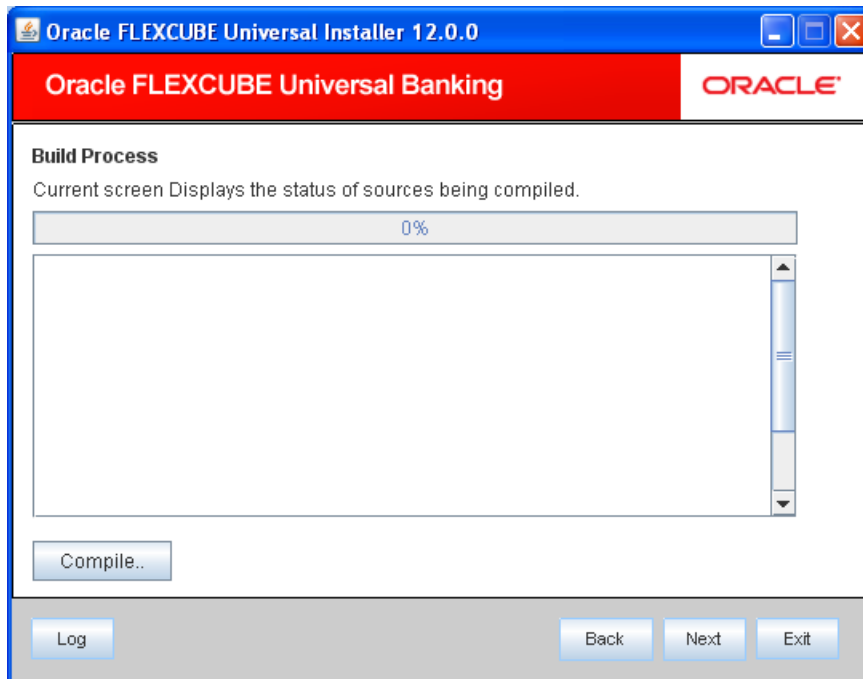 Oracle FLEXCUBE Universal Installer 12.0.0
Oracle FLEXCUBE Universal Banking
ORACLE
Build Process
Current screen Displays the status of sources being compiled.
0%
Compile..
Log
Back
Next
Exit